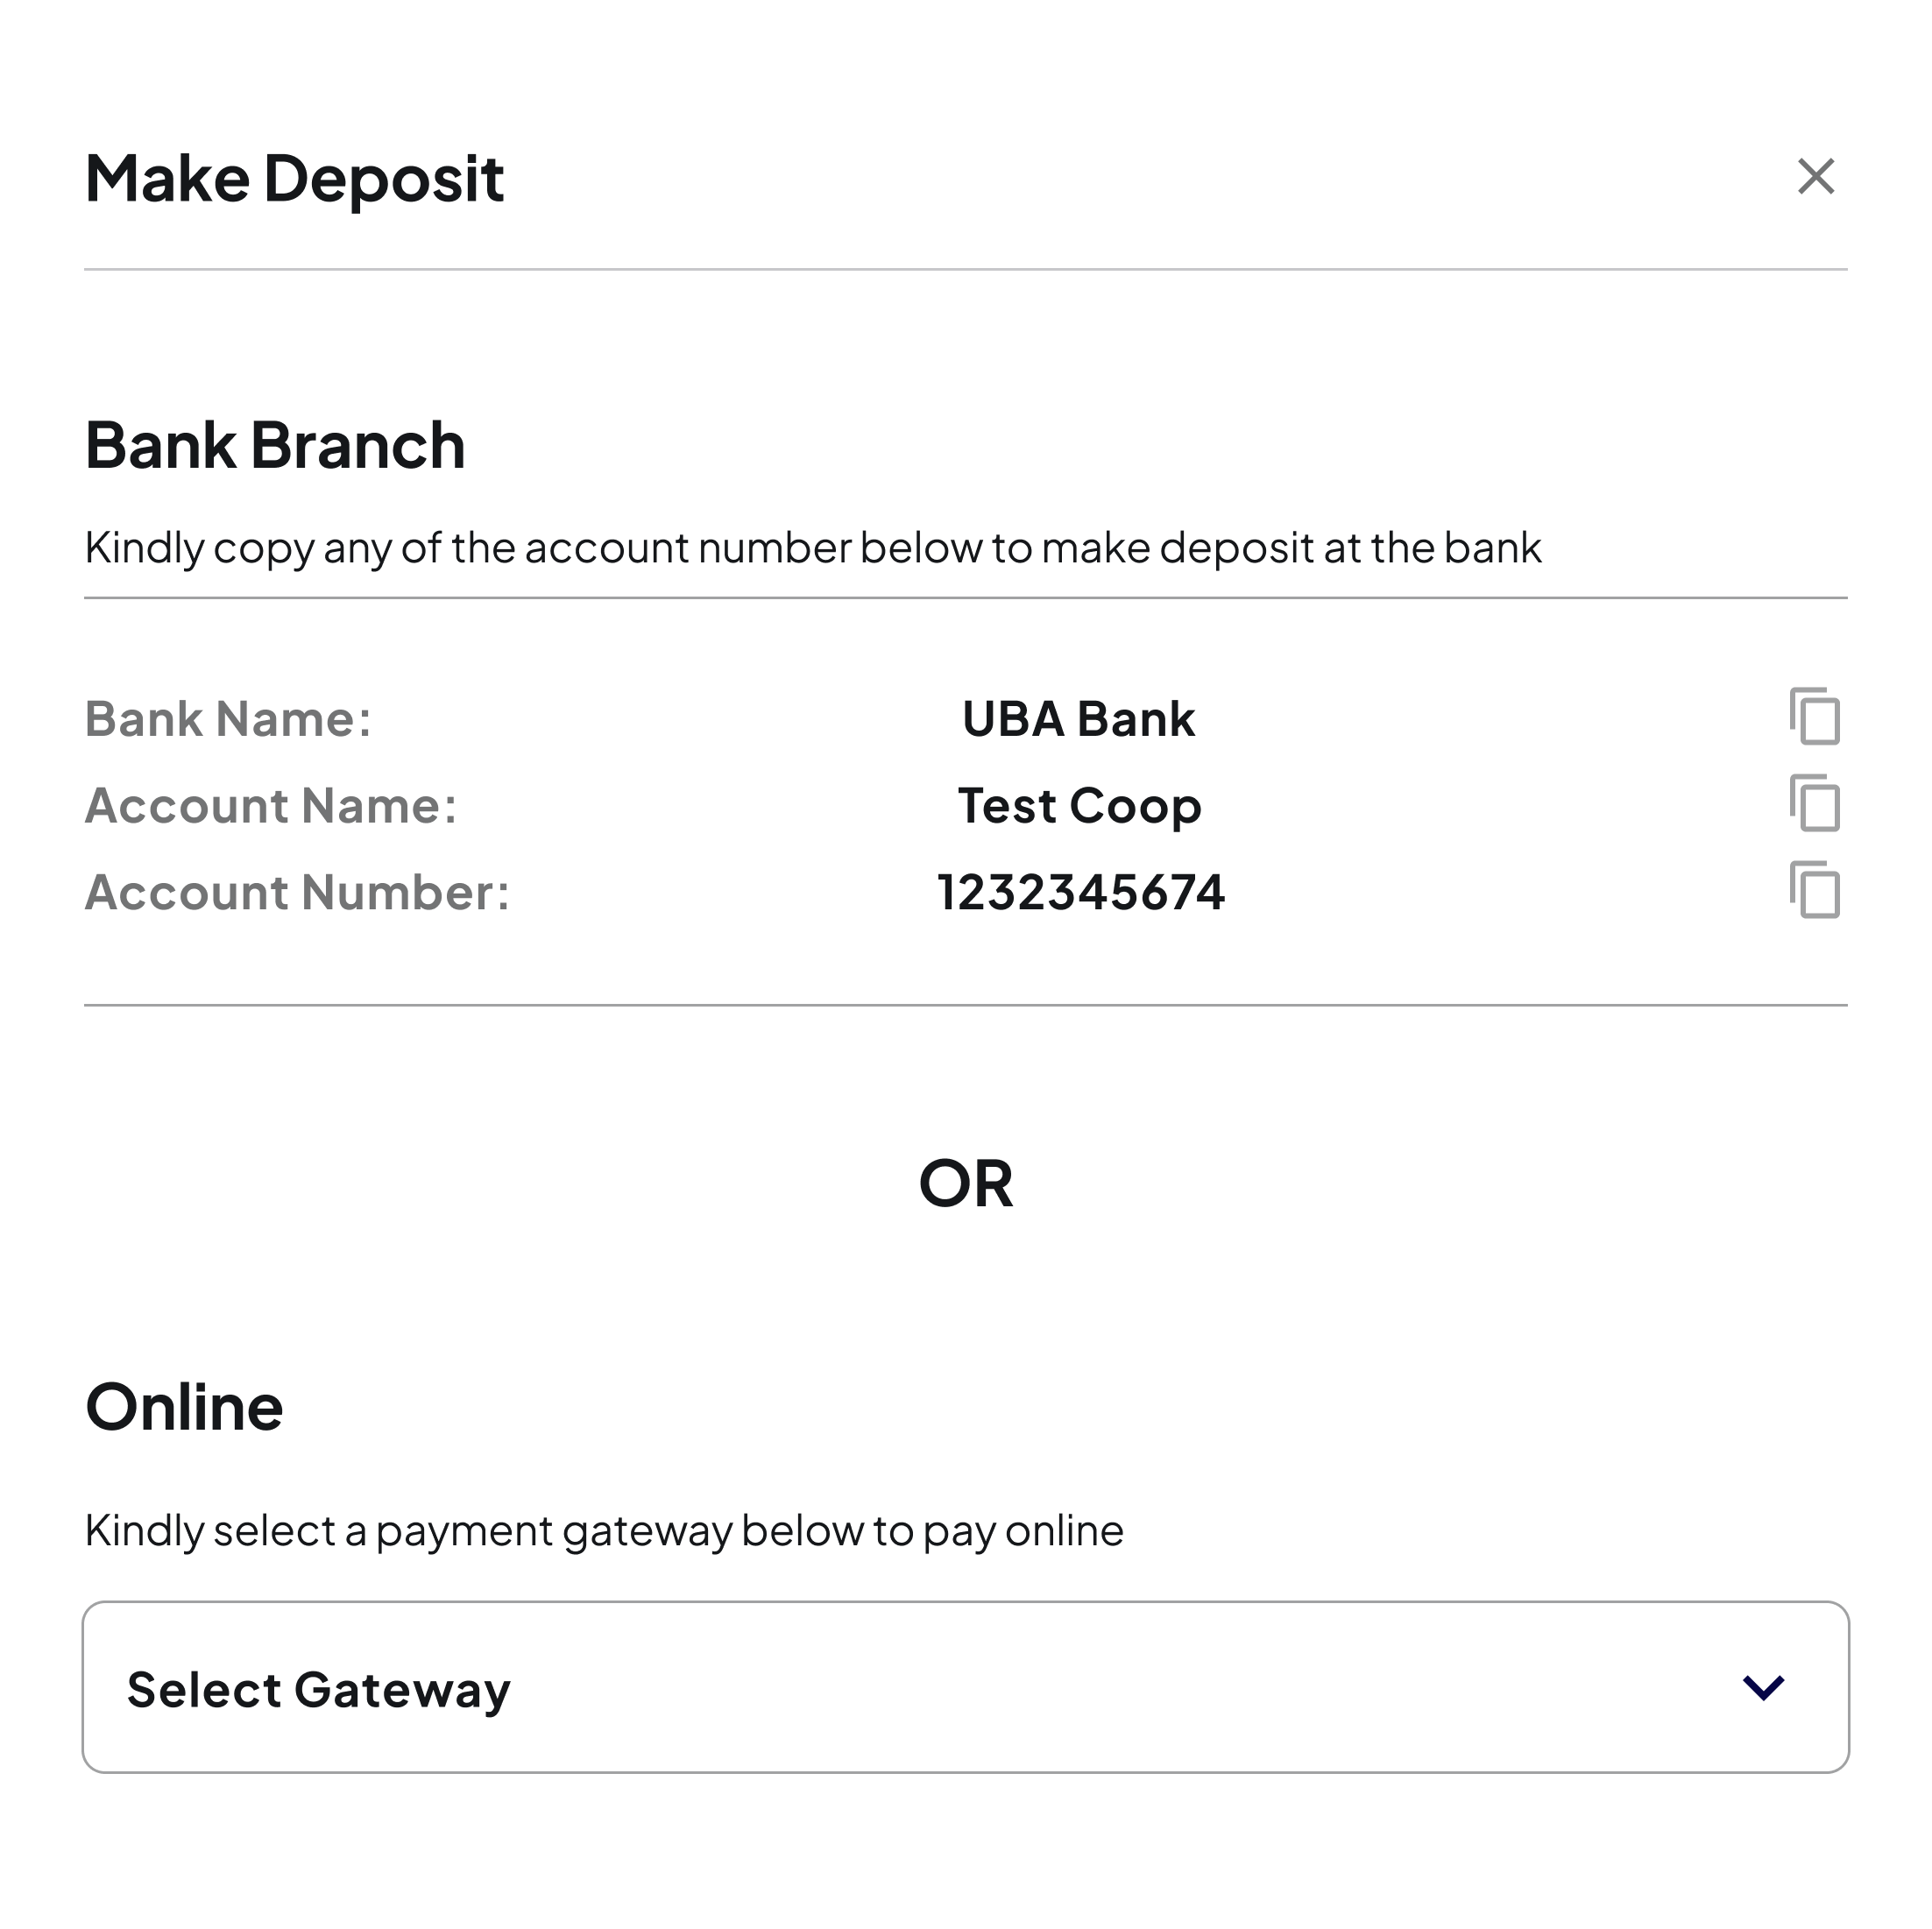 Make Deposit
Bank Branch
Kindly copy any of the account number below to make deposit at the bank
Bank Name: UBA Bank
Account Name: Test Coop
Account Number: 1232345674
OR
Online
Kindly select a payment gateway below to pay online
Select Gateway